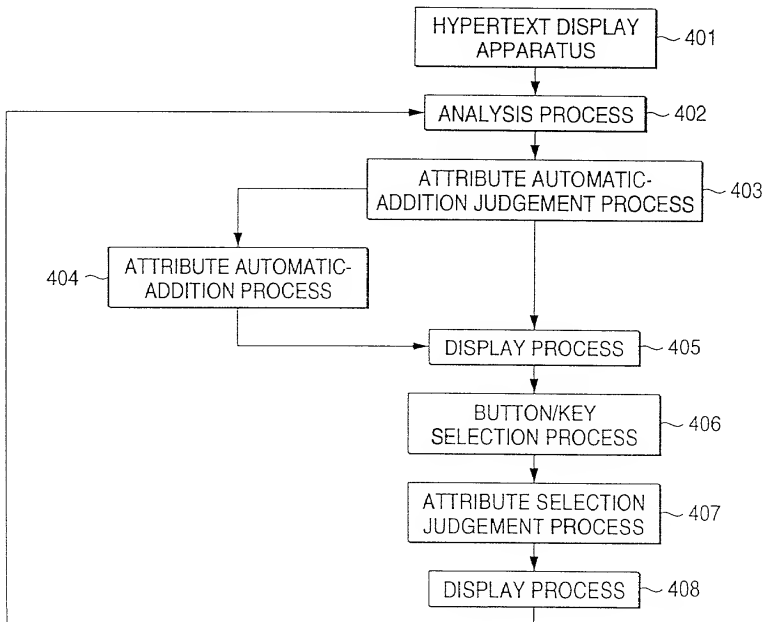 HYPERTEXT DISPLAY
APPARATUS
401
ANALYSIS PROCESS
402
ATTRIBUTE AUTOMATIC-
ADDITION JUDGEMENT PROCESS
403
404
ATTRIBUTE AUTOMATIC-
ADDITION PROCESS
DISPLAY PROCESS
405
BUTTON/KEY
SELECTION PROCESS
406
ATTRIBUTE SELECTION
JUDGEMENT PROCESS
407
DISPLAY PROCESS
408